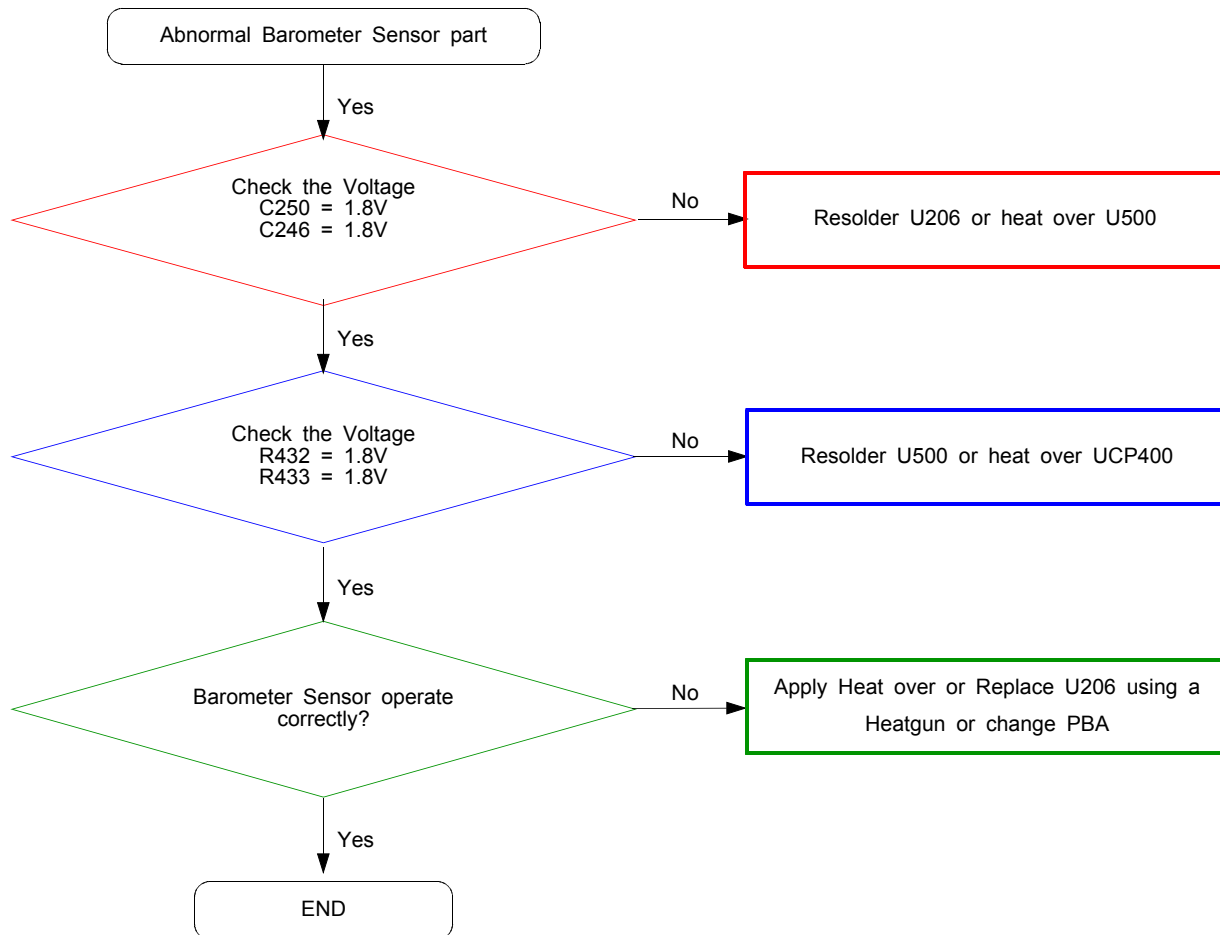 Abnormal Barometer Sensor part
Yes
Check the Voltage
C250 = 1.8V
C246 = 1.8V
No
Resolder U206 or heat over U500
Yes
Check the Voltage
R432 = 1.8V
R433 = 1.8V
No
Resolder U500 or heat over UCP400
Yes
Barometer Sensor operate
correctly?
No
Apply Heat over or Replace U206 using a
Heatgun or change PBA
Yes
END